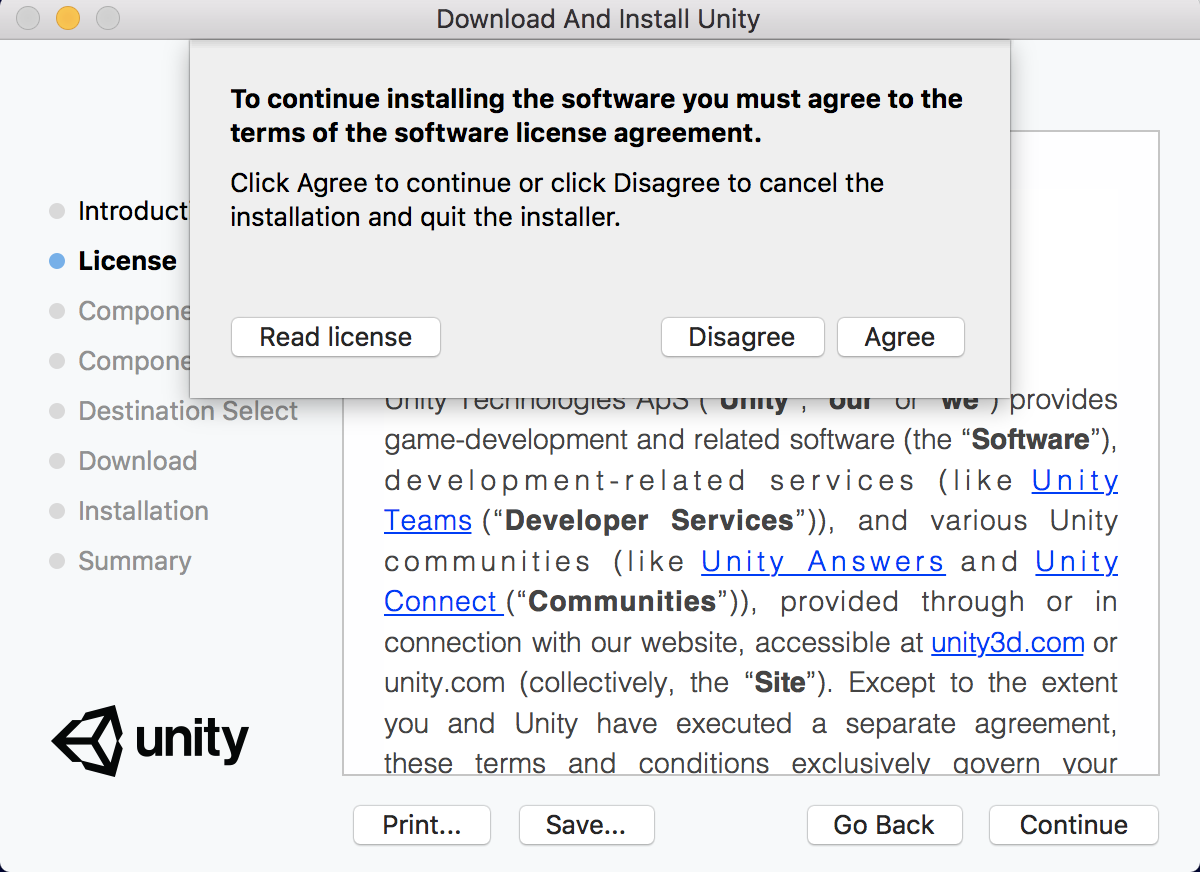 Download And Install Unity
To continue installing the software you must agree to the
terms of the software license agreement.
Click Agree to continue or click Disagree to cancel the
installation and quit the installer.
Read license
Disagree
Agree
Introducti
License
Compone
Compone
Destination Select
Download
Installation
Summary
unity
Unity Technologies ApS (“Unity”, “our” or “we”) provides
game-development and related software (the “Software”),
development-related services (like Unity
Teams (“Developer Services”)), and various Unity
communities (like Unity Answers and Unity
Connect (“Communities”)), provided through or in
connection with our website, accessible at unity3d.com or
unity.com (collectively, the “Site”). Except to the extent
you and Unity have executed a separate agreement,
these terms and conditions exclusively govern your
Print...
Save...
Go Back
Continue